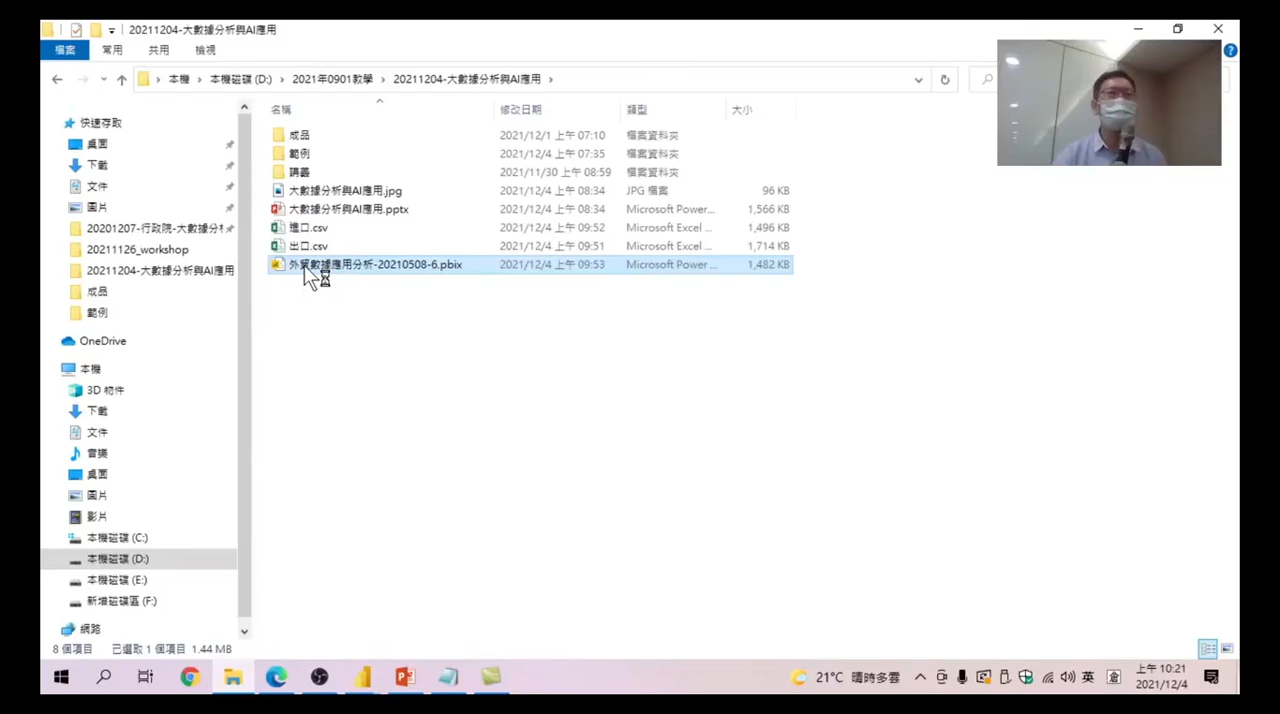 20211204-大數據分析與AI應用
檔案 常用 共用 檢視
本機 本機磁碟 (D:) 2021年0901教學 20211204-大數據分析與AI應用
名稱 修改日期 類型 大小
成品 2021/12/1 上午 07:10 檔案資料夾
範例 2021/12/4 上午 07:35 檔案資料夾
講義 2021/11/30 上午 08:59 檔案資料夾
大數據分析與AI應用.jpg 2021/12/4 上午 08:34 JPG 檔案 96 KB
大數據分析與AI應用.pptx 2021/12/4 上午 08:34 Microsoft Power... 1,566 KB
進口.csv 2021/12/4 上午 09:52 Microsoft Excel ... 1,496 KB
出口.csv 2021/12/4 上午 09:51 Microsoft Excel ... 1,714 KB
外貿數據應用分析-20210508-6.pbix 2021/12/4 上午 09:53 Microsoft Power ... 1,482 KB
快速存取
桌面
下載
文件
圖片
20201207-行政院-大數據分
20211126_workshop
20211204-大數據分析與AI應用
成品
範例
OneDrive
本機
3D 物件
下載
文件
音樂
桌面
圖片
影片
本機磁碟 (C:)
本機磁碟 (D:)
本機磁碟 (E:)
新增磁碟區 (F:)
網路
8 個項目 已選取 1 個項目 1.44 MB
21°C 晴時多雲 英 倉 上午 10:21
2021/12/4